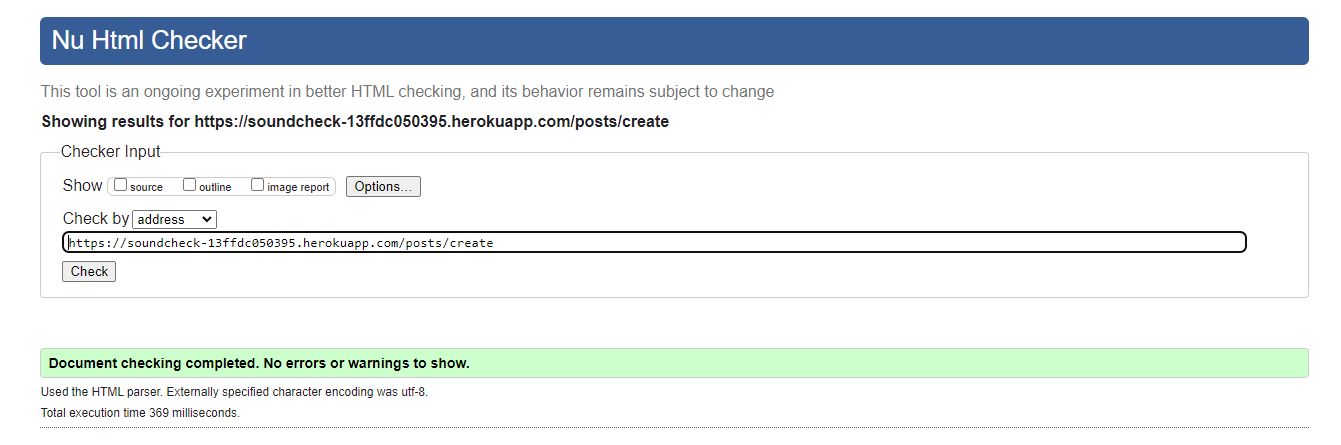 Nu Html Checker
This tool is an ongoing experiment in better HTML checking, and its behavior remains subject to change
Showing results for https://soundcheck-13ffdc050395.herokuapp.com/posts/create
Checker Input
Show source outline image report Options...
Check by address
https://soundcheck-13ffdc050395.herokuapp.com/posts/create
Check
Document checking completed. No errors or warnings to show.
Used the HTML parser. Externally specified character encoding was utf-8.
Total execution time 369 milliseconds.